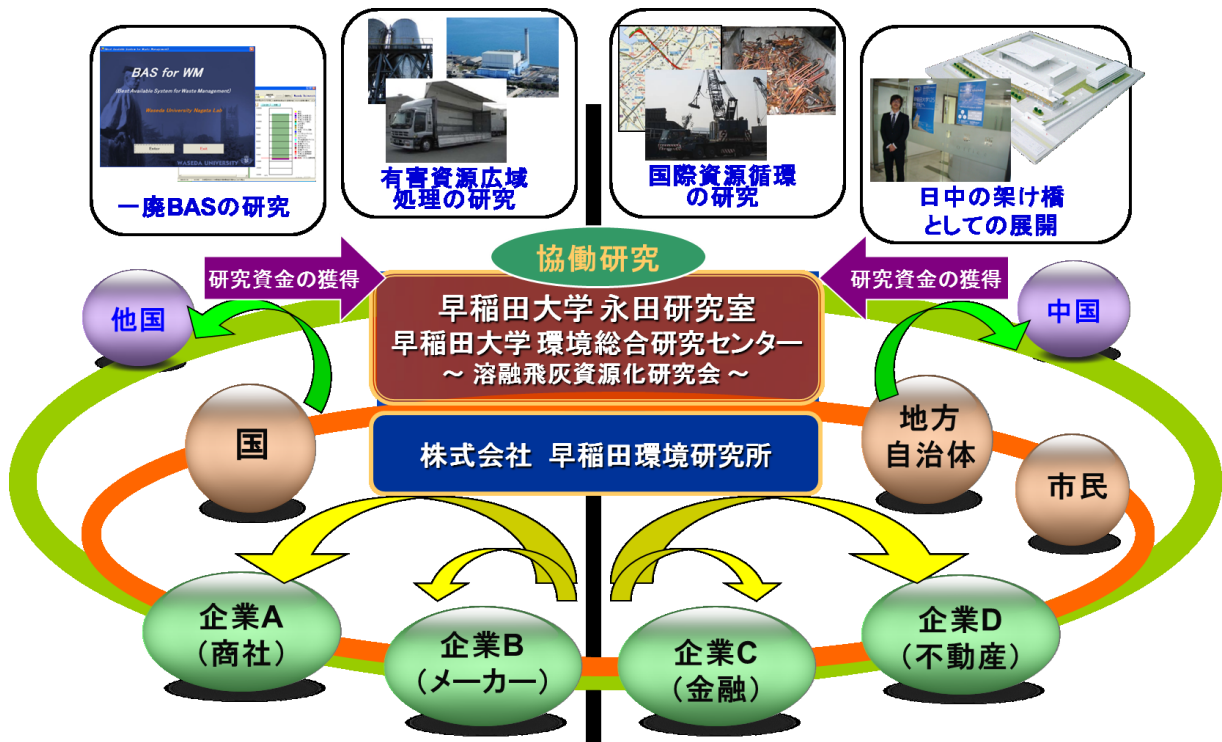 BAS for WM
(Best Available System for Waste Management)
Waseda University Nagata Lab
WASEDA UNIVERSITY
一廃BASの研究
有害資源広域
処理の研究
国際資源循環
の研究
日中の架け橋
としての展開
協働研究
研究資金の獲得
研究資金の獲得
他国
中国
早稲田大学 永田研究室
早稲田大学 環境総合研究センター
~ 溶融飛灰資源化研究会 ~
国
地方
自治体
株式会社 早稲田環境研究所
市民
企業A
(商社)
企業B
(メーカー)
企業C
(金融)
企業D
(不動産)